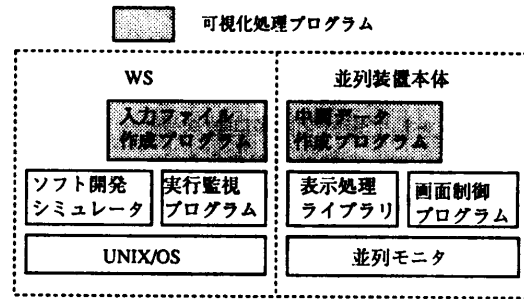 可視化処理プログラム
WS
並列装置本体
入力ファイル
作成プログラム
中間データ
作成プログラム
ソフト開発
シミュレータ
実行監視
プログラム
表示処理
ライブラリ
画面制御
プログラム
UNIX/OS
並列モニタ